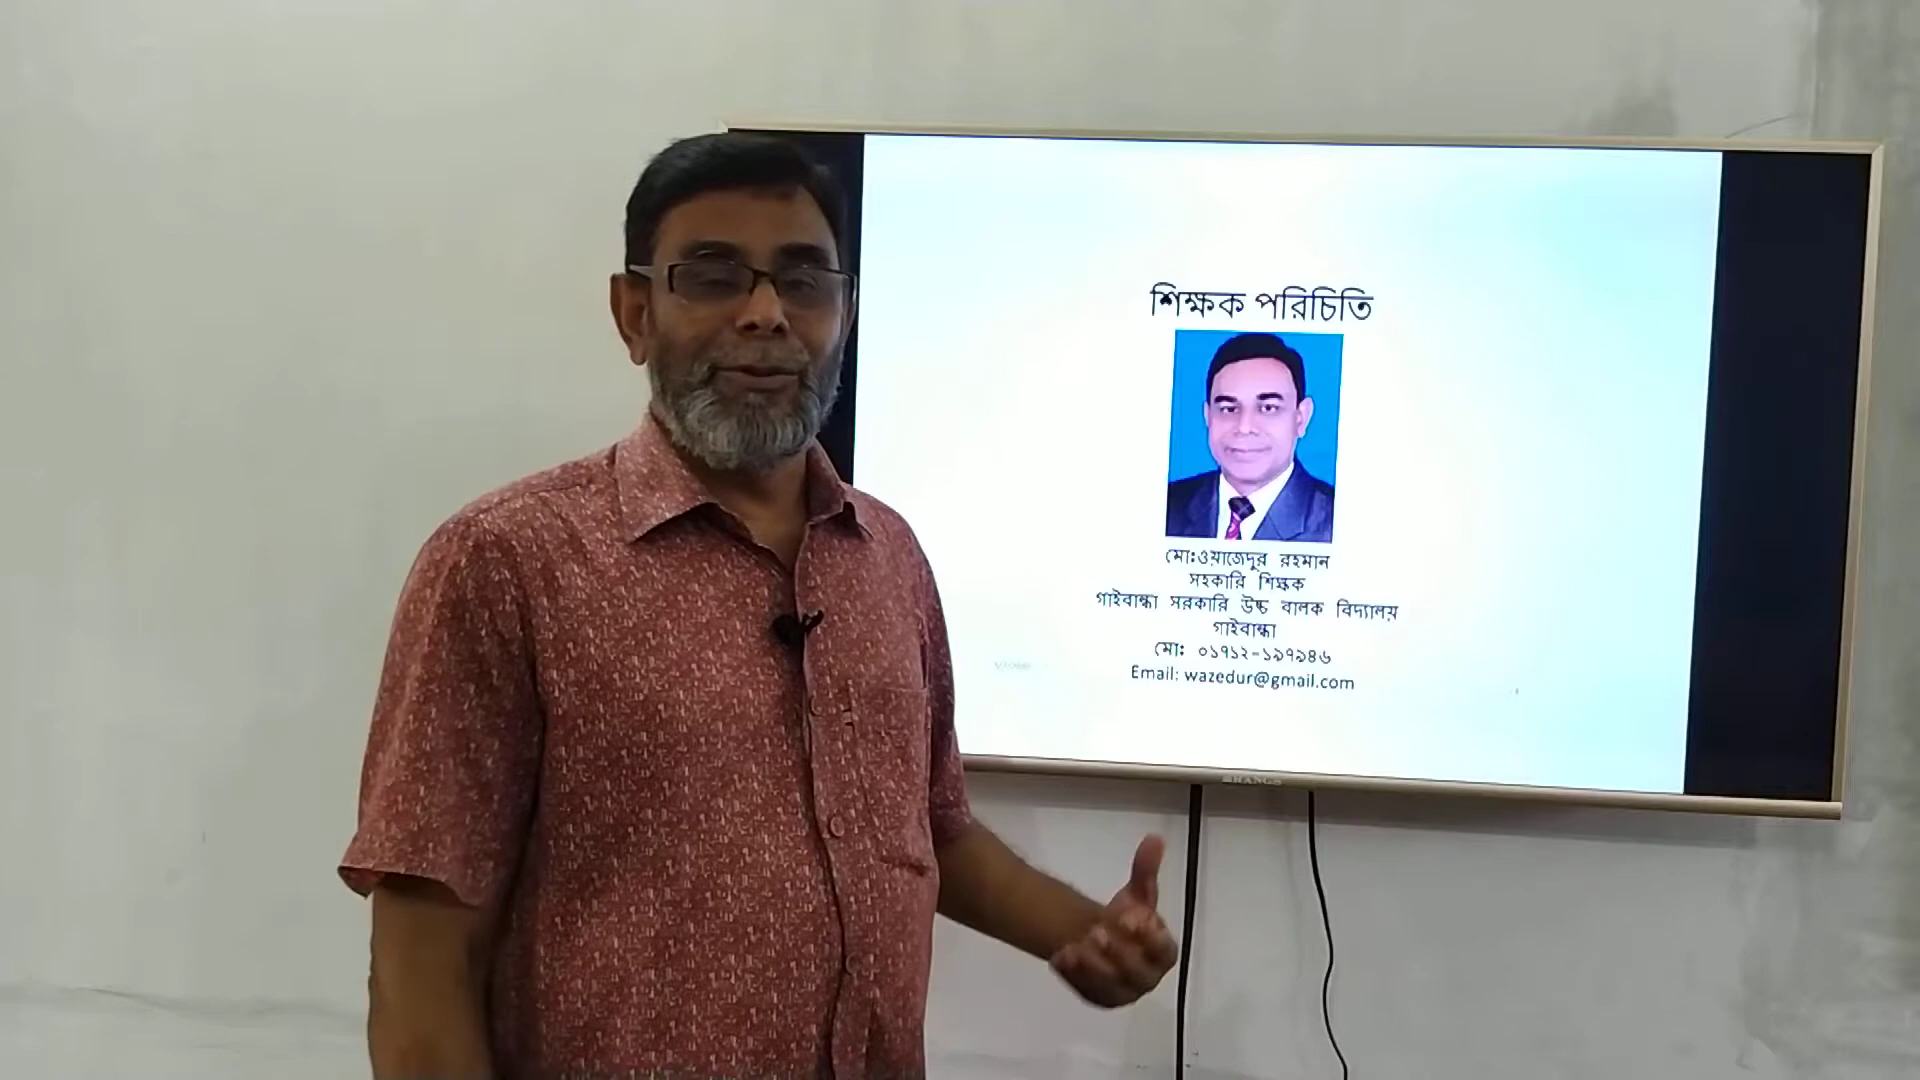 শিক্ষক পরিচিতি
মো:ওয়াজেদুর রহমান
সহকারি শিক্ষক
গাইবান্ধা সরকারি উচ্চ বালক বিদ্যালয়
গাইবান্ধা
মো: ০১৭১২-১৯৭৯৪৬
Email: wazedur@gmail.com